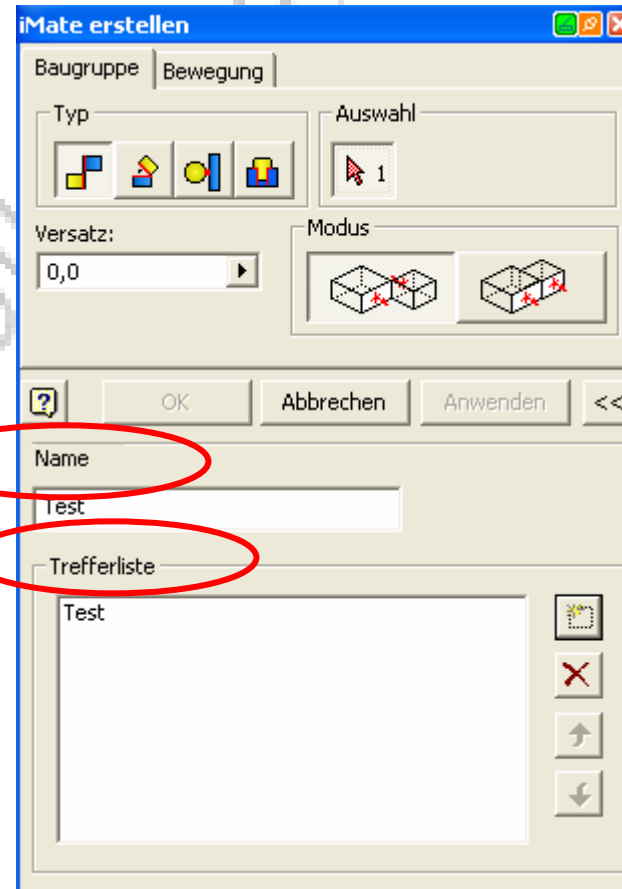 iMate erstellen
Baugruppe Bewegung
Typ Auswahl
1
Versatz: Modus
0,0
? OK Abbrechen Anwenden <<
Name
Test
Trefferliste
Test